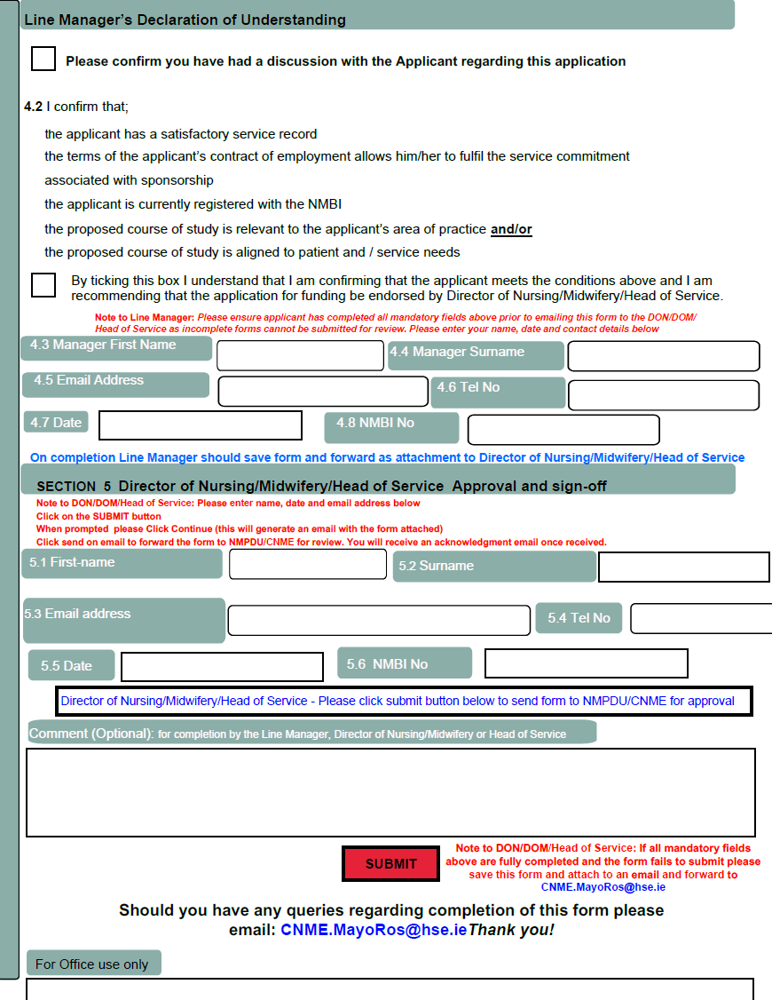 Line Manager’s Declaration of Understanding
Please confirm you have had a discussion with the Applicant regarding this application
4.2 I confirm that;
the applicant has a satisfactory service record
the terms of the applicant’s contract of employment allows him/her to fulfil the service commitment
associated with sponsorship
the applicant is currently registered with the NMBI
the proposed course of study is relevant to the applicant’s area of practice and/or
the proposed course of study is aligned to patient and / service needs
By ticking this box I understand that I am confirming that the applicant meets the conditions above and I am
recommending that the application for funding be endorsed by Director of Nursing/Midwifery/Head of Service.
Note to Line Manager: Please ensure applicant has completed all mandatory fields above prior to emailing this form to the DON/DOM/
Head of Service as incomplete forms cannot be submitted for review. Please enter your name, date and contact details below
4.3 Manager First Name
4.4 Manager Surname
4.5 Email Address
4.6 Tel No
4.7 Date
4.8 NMBI No
On completion Line Manager should save form and forward as attachment to Director of Nursing/Midwifery/Head of Service
SECTION 5 Director of Nursing/Midwifery/Head of Service Approval and sign-off
Note to DON/DOM/Head of Service: Please enter name, date and email address below
Click on the SUBMIT button
When prompted please Click Continue (this will generate an email with the form attached)
Click send on email to forward the form to NMPDU/CNME for review. You will receive an acknowledgment email once received.
5.1 First-name
5.2 Surname
5.3 Email address
5.4 Tel No
5.5 Date
5.6 NMBI No
Director of Nursing/Midwifery/Head of Service - Please click submit button below to send form to NMPDU/CNME for approval
Comment (Optional): for completion by the Line Manager, Director of Nursing/Midwifery or Head of Service
SUBMIT
Note to DON/DOM/Head of Service: If all mandatory fields
above are fully completed and the form fails to submit please
save this form and attach to an email and forward to
CNME.MayoRos@hse.ie
Should you have any queries regarding completion of this form please
email: CNME.MayoRos@hse.ieThank you!
For Office use only